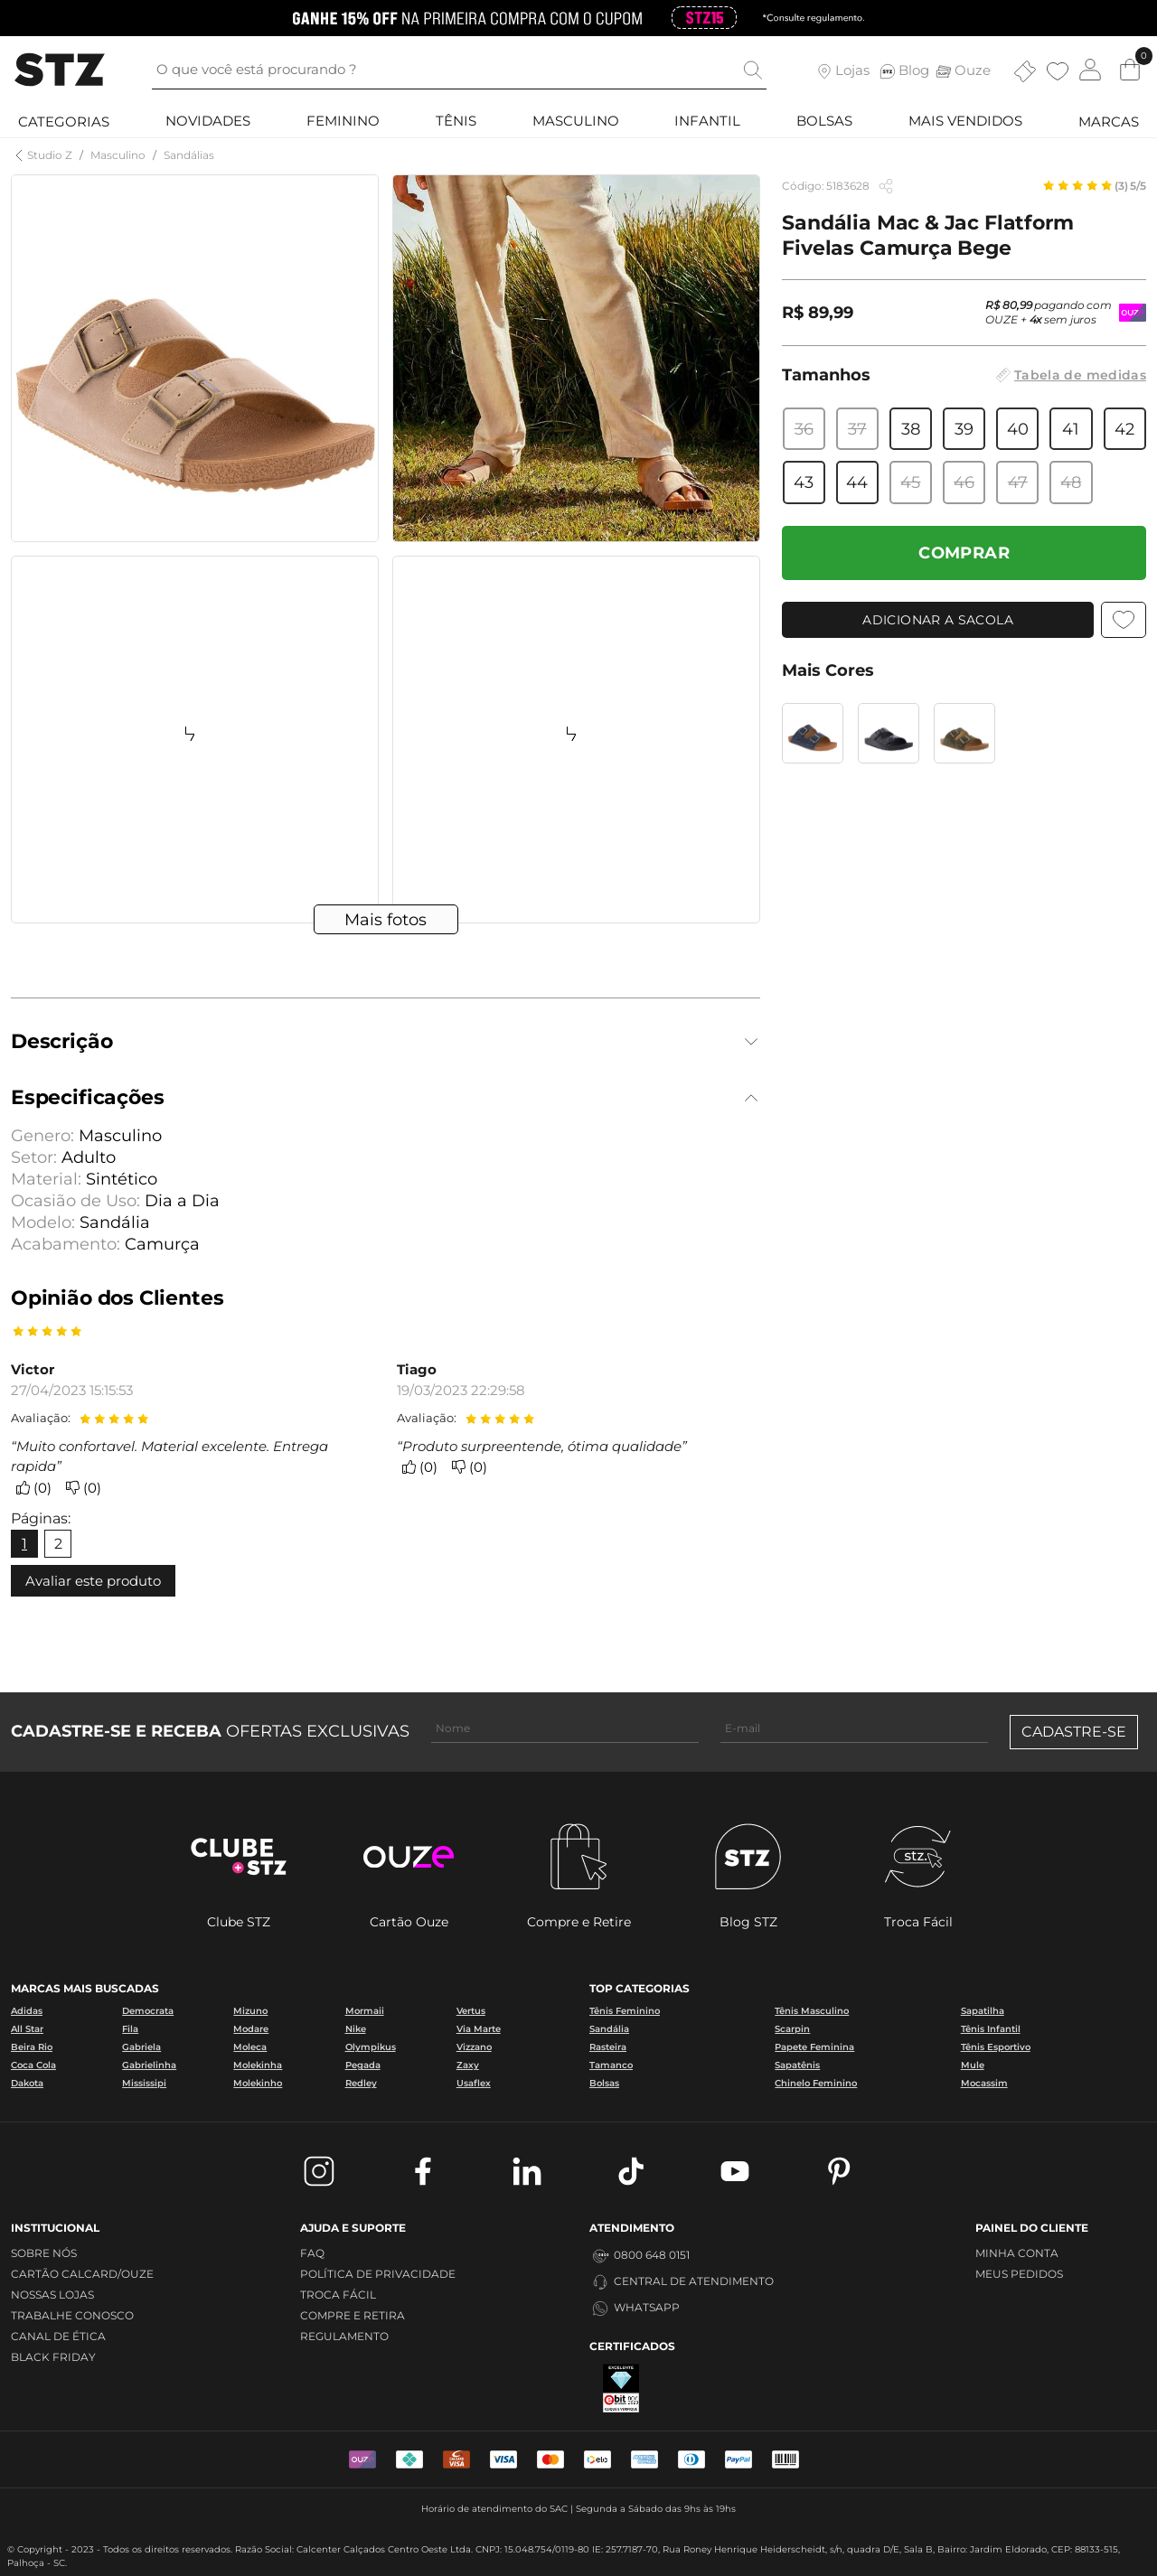 GANHE 15% OFF NA PRIMEIRA COMPRA COM O CUPOM STZ15 *Consulte regulamento.
STZ
O que você está procurando ?
Lojas
Blog
Ouze
0
CATEGORIAS NOVIDADES FEMININO TÊNIS MASCULINO INFANTIL BOLSAS MAIS VENDIDOS MARCAS
Studio Z / Masculino / Sandálias
Código: 5183628
(3) 5/5
Sandália Mac & Jac Flatform
Fivelas Camurça Bege
R$ 89,99
R$ 80,99 pagando com
OUZE + 4x sem juros
Tamanhos
Tabela de medidas
36 37 38 39 40 41 42
43 44 45 46 47 48
COMPRAR
ADICIONAR A SACOLA
Mais Cores
Mais fotos
Descrição
Especificações
Genero: Masculino
Setor: Adulto
Material: Sintético
Ocasião de Uso: Dia a Dia
Modelo: Sandália
Acabamento: Camurça
Opinião dos Clientes
Victor
27/04/2023 15:15:53
Avaliação:
“Muito confortavel. Material excelente. Entrega
rapida”
(0) (0)
Tiago
19/03/2023 22:29:58
Avaliação:
“Produto surpreendente, ótima qualidade”
(0) (0)
Páginas:
1 2
Avaliar este produto
CADASTRE-SE E RECEBA OFERTAS EXCLUSIVAS
Nome
E-mail
CADASTRE-SE
CLUBE
+STZ
ouze
STZ
stz.
Clube STZ
Cartão Ouze
Compre e Retire
Blog STZ
Troca Fácil
MARCAS MAIS BUSCADAS
Adidas Democrata Mizuno Mormaii Vertus
All Star Fila Modare Nike Via Marte
Beira Rio Gabriela Moleca Olympikus Vizzano
Coca Cola Gabrielinha Molekinha Pegada Zaxy
Dakota Mississipi Molekinho Redley Usaflex
TOP CATEGORIAS
Tênis Feminino Tênis Masculino Sapatilha
Sandália Scarpin Tênis Infantil
Rasteira Papete Feminina Tênis Esportivo
Tamanco Sapatênis Mule
Bolsas Chinelo Feminino Mocassim
INSTITUCIONAL
SOBRE NÓS
CARTÃO CALCARD/OUZE
NOSSAS LOJAS
TRABALHE CONOSCO
CANAL DE ÉTICA
BLACK FRIDAY
AJUDA E SUPORTE
FAQ
POLÍTICA DE PRIVACIDADE
TROCA FÁCIL
COMPRE E RETIRA
REGULAMENTO
ATENDIMENTO
0800 648 0151
CENTRAL DE ATENDIMENTO
WHATSAPP
CERTIFICADOS
EXCELENTE
ebit
PAINEL DO CLIENTE
MINHA CONTA
MEUS PEDIDOS
VISA
VISA
elo
PayPal
Horário de atendimento do SAC | Segunda a Sábado das 9hs às 19hs
© Copyright - 2023 - Todos os direitos reservados. Razão Social: Calcenter Calçados Centro Oeste Ltda. CNPJ: 15.048.754/0119-80 IE: 257.7187-70, Rua Roney Henrique Heiderscheidt, s/n, quadra D/E, Sala B, Bairro: Jardim Eldorado, CEP: 88133-515,
Palhoça - SC.